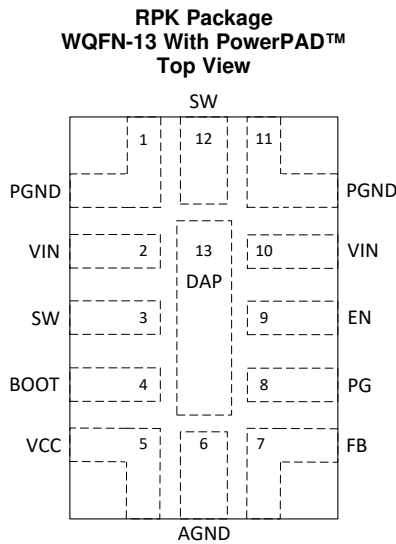 RPK Package
WQFN-13 With PowerPAD™
Top View
SW
1 12 11
PGND PGND
VIN 2 13 10 VIN
DAP
SW 3 9 EN
BOOT 4 8 PG
VCC 5 6 7 FB
AGND